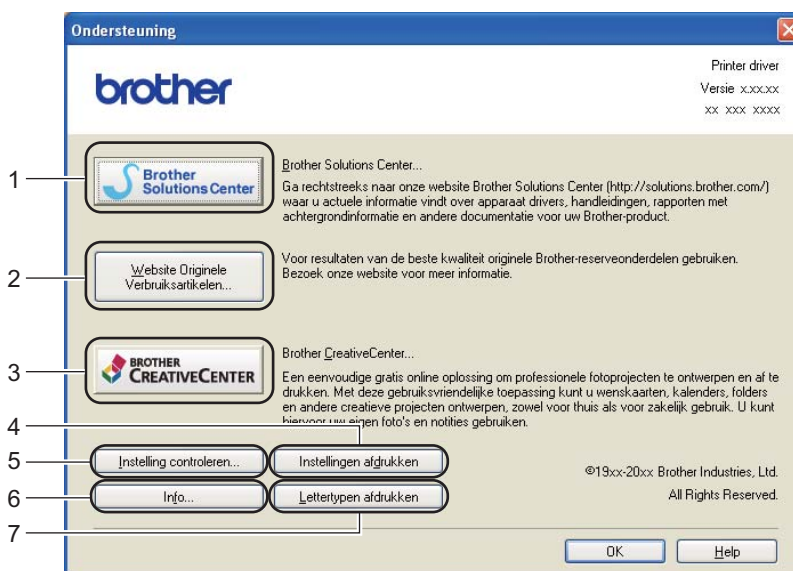 Ondersteuning
brother
Printer driver
Versie x.xx.xx
xx xxx xxxx
1
Brother
Solutions Center
Brother Solutions Center...
Ga rechtstreeks naar onze website Brother Solutions Center (http://solutions.brother.com/)
waar u actuele informatie vindt over apparaat drivers, handleidingen, rapporten met
achtergrondinformatie en andere documentatie voor uw Brother-product.
2
Website Originele
Verbruiksartikelen...
Voor resultaten van de beste kwaliteit originele Brother-reserveonderdelen gebruiken.
Bezoek onze website voor meer informatie.
3
BROTHER
CREATIVECENTER
Brother CreativeCenter...
Een eenvoudige gratis online oplossing om professionele fotoprojecten te ontwerpen en af te
drukken. Met deze gebruiksvriendelijke toepassing kunt u wenskaarten, kalenders, folders
en andere creatieve projecten ontwerpen, zowel voor thuis als voor zakelijk gebruik. U kunt
hiervoor uw eigen foto's en notities gebruiken.
4
5
Instelling controleren...
Instellingen afdrukken
©19xx-20xx Brother Industries, Ltd.
6
Info...
Lettertypen afdrukken
All Rights Reserved.
7
OK
Help